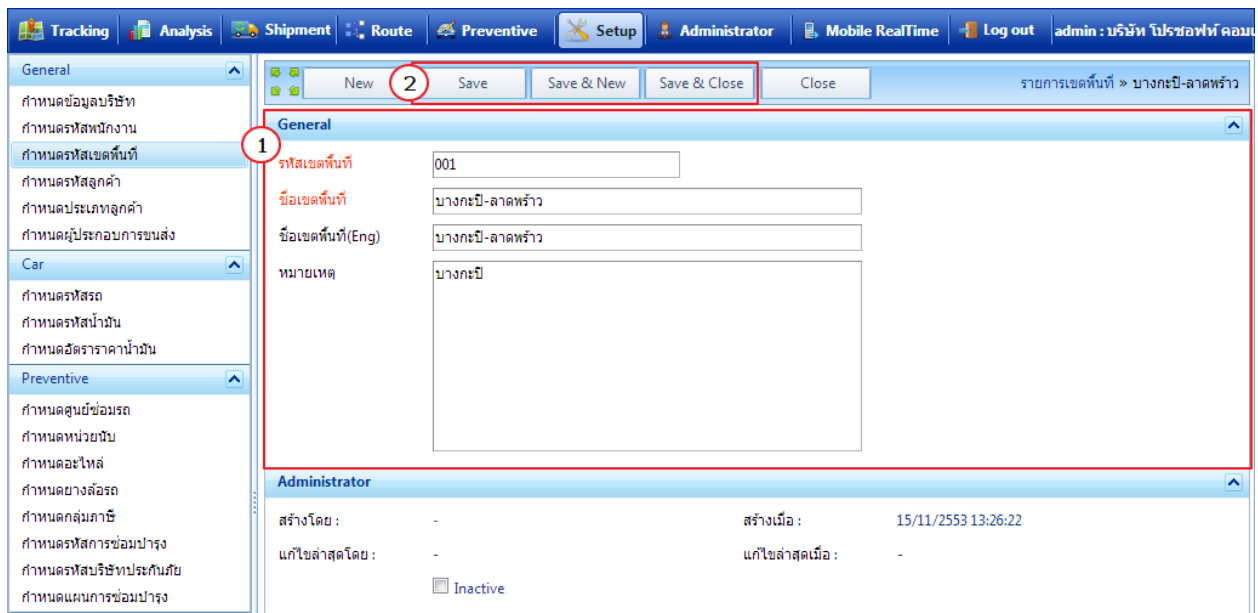 Tracking Analysis Shipment Route Preventive Setup Administrator Mobile RealTime Log out admin : บริษัท โปรซอฟท์ คอมเ
General
กำหนดข้อมูลบริษัท
กำหนดรหัสพนักงาน
กำหนดรหัสเขตพื้นที่
กำหนดรหัสลูกค้า
กำหนดประเภทลูกค้า
กำหนดผู้ประกอบการขนส่ง
Car
กำหนดรหัสรถ
กำหนดรหัสน้ำมัน
กำหนดอัตราราคาน้ำมัน
Preventive
กำหนดศูนย์ซ่อมรถ
กำหนดหน่วยนับ
กำหนดอะไหล่
กำหนดยางล้อรถ
กำหนดกลุ่มภาษี
กำหนดรหัสการซ่อมบำรุง
กำหนดรหัสบริษัทประกันภัย
กำหนดแผนการซ่อมบำรุง
New 2 Save Save & New Save & Close Close รายการเขตพื้นที่ » บางกะปิ-ลาดพร้าว
General
1
รหัสเขตพื้นที่ 001
ชื่อเขตพื้นที่ บางกะปิ-ลาดพร้าว
ชื่อเขตพื้นที่(Eng) บางกะปิ-ลาดพร้าว
หมายเหตุ บางกะปิ
Administrator
สร้างโดย : - สร้างเมื่อ : 15/11/2553 13:26:22
แก้ไขล่าสุดโดย : - แก้ไขล่าสุดเมื่อ : -
Inactive